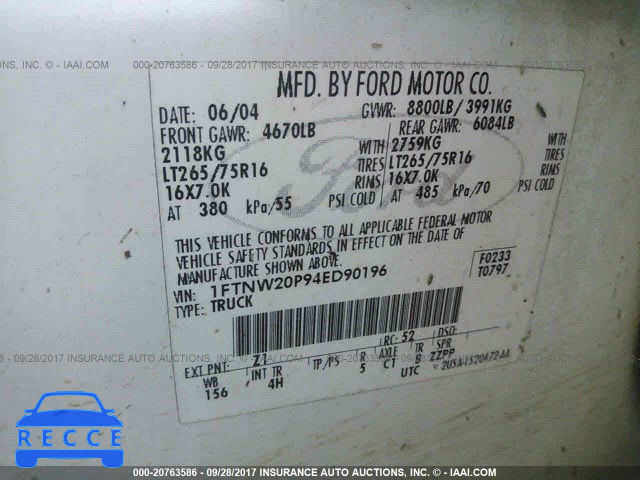 000-20763586 - 09/28/2017 INSURANCE AUTO AUCTIONS, INC. - © IAAI.COM
MFD. BY FORD MOTOR CO.
DATE: 06/04 GVWR: 8800LB/3991KG
FRONT GAWR: 4670LB REAR GAWR: 6084LB
2118KG WITH 2759KG WITH
LT265/75R16 TIRES LT265/75R16 TIRES
16X7.0K RIMS 16X7.0K RIMS
AT 380 kPa/55 PSI COLD AT 485 kPa/70 PSI COLD
Ford
THIS VEHICLE CONFORMS TO ALL APPLICABLE FEDERAL MOTOR
VEHICLE SAFETY STANDARDS IN EFFECT ON THE DATE OF
MANUFACTURE SHOWN ABOVE.
VIN: 1FTNW20P94ED90196
TYPE: TRUCK
F0233
T0797
EXT PNT: Z1 RC: 52 DSO:
WB INT TR TP/PS R AXLE TR SPR
156 4H 5 CT B ZZPP
UTC
RECCE
000-20763586 - 09/28/2017 INSURANCE AUTO AUCTIONS, INC. - © IAAI.COM